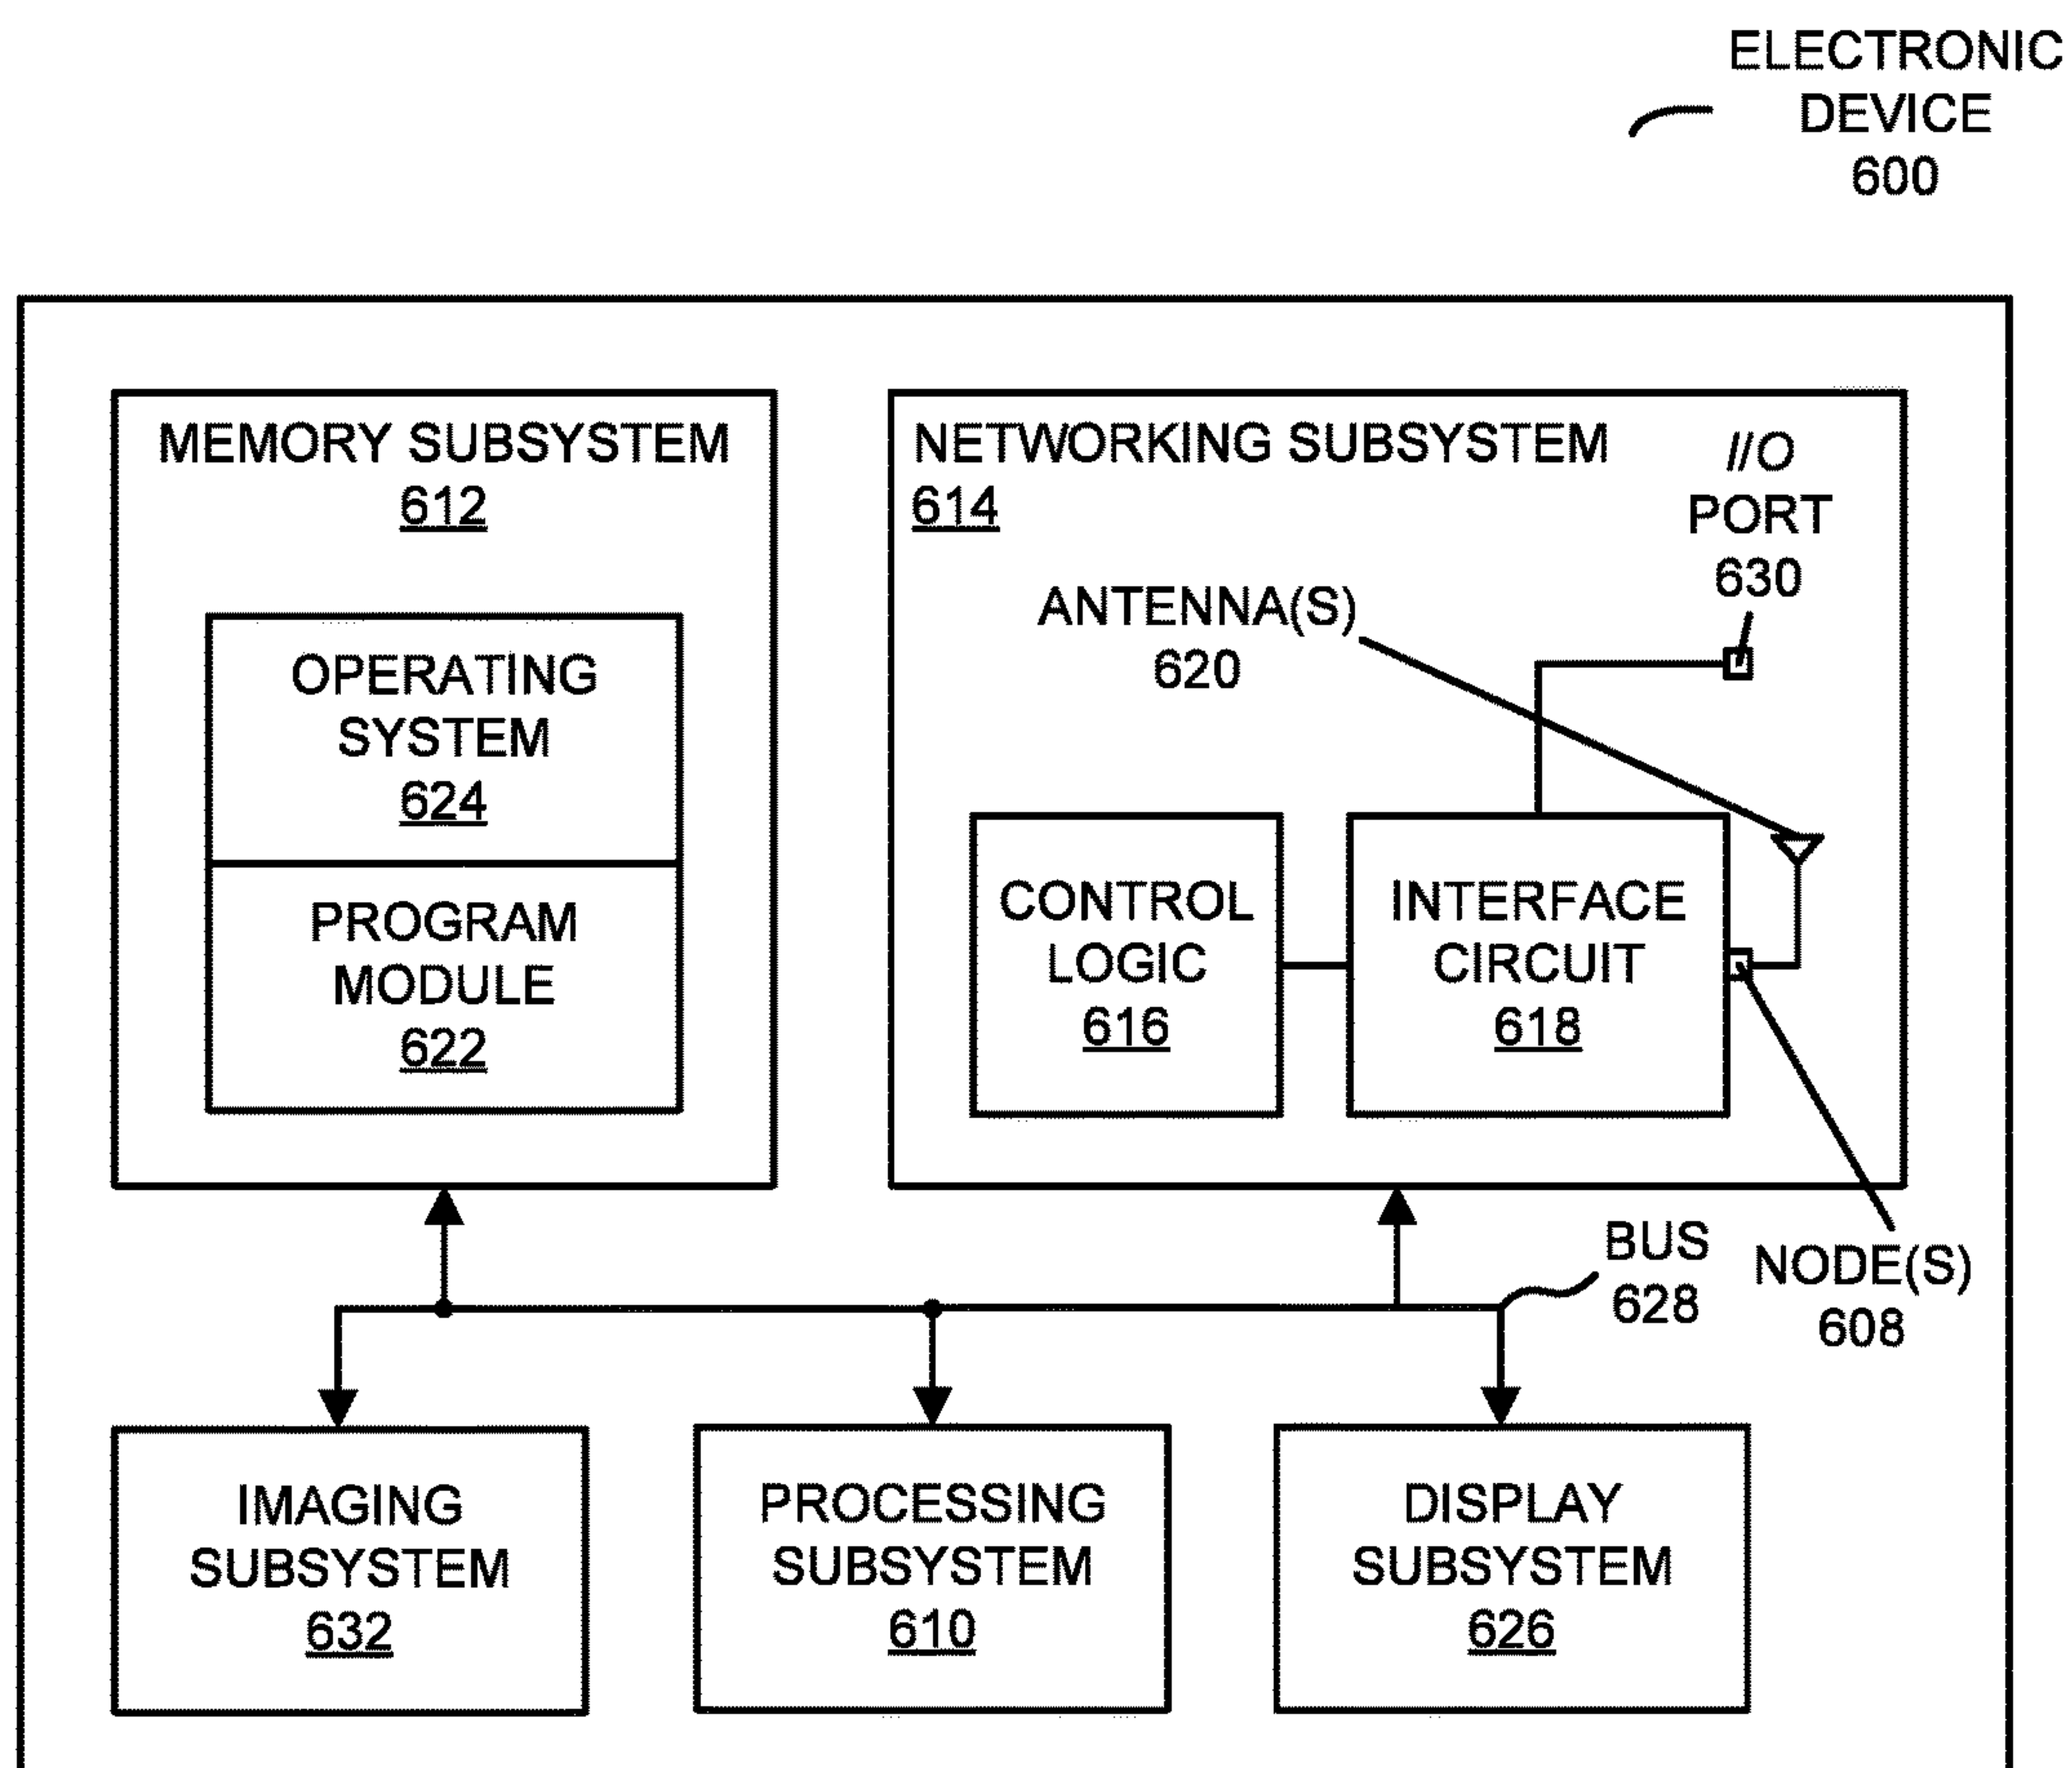 ELECTRONIC
DEVICE
600
MEMORY SUBSYSTEM
612
OPERATING
SYSTEM
624
PROGRAM
MODULE
622
NETWORKING SUBSYSTEM
614
I/O
PORT
630
ANTENNA(S)
620
CONTROL
LOGIC
616
INTERFACE
CIRCUIT
618
BUS
628
NODE(S)
608
IMAGING
SUBSYSTEM
632
PROCESSING
SUBSYSTEM
610
DISPLAY
SUBSYSTEM
626